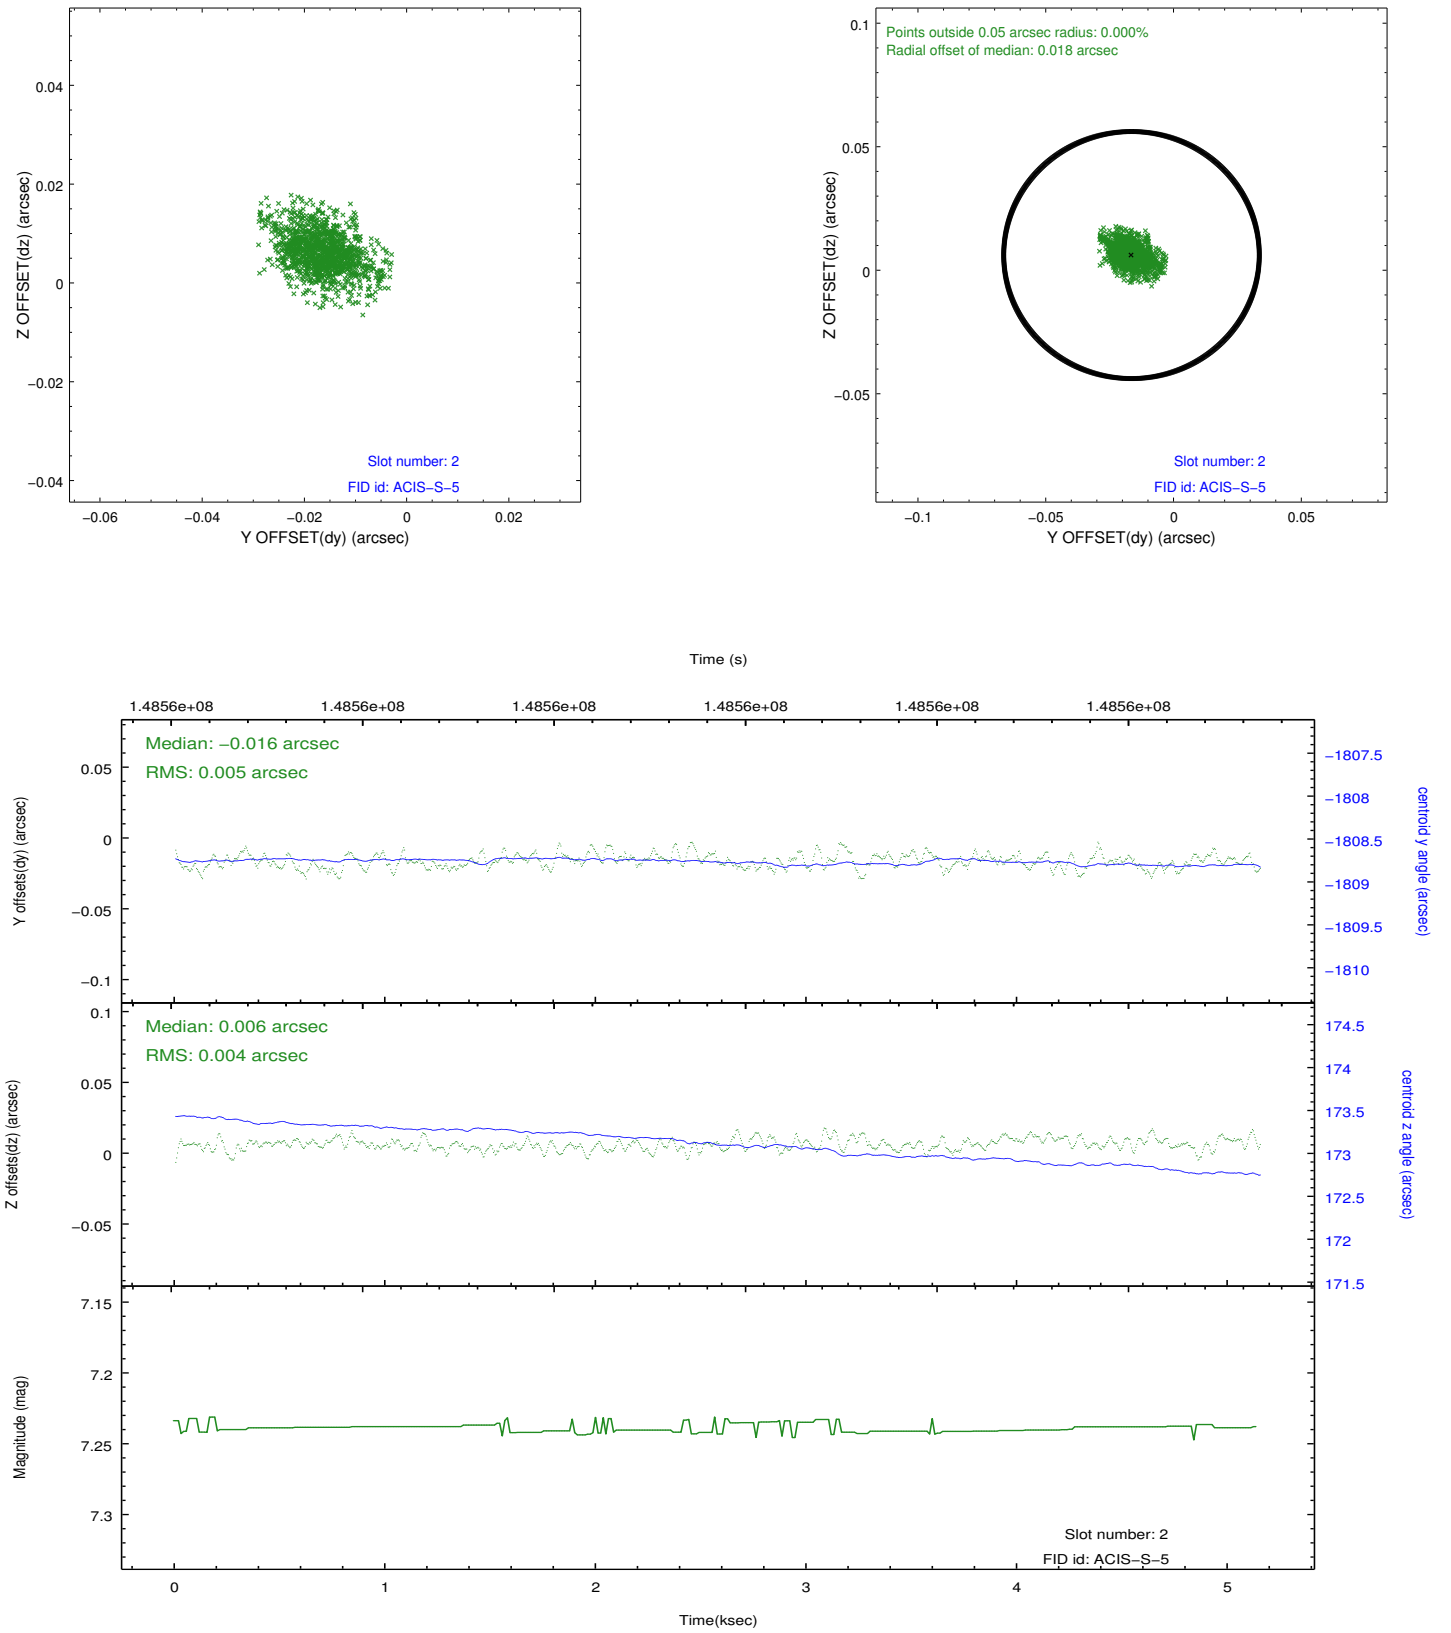 0.04
0.02
0
−0.02
−0.04
Z OFFSET(dz) (arcsec)
Slot number: 2
FID id: ACIS−S−5
−0.06
−0.04
−0.02
0
0.02
Y OFFSET(dy) (arcsec)
Points outside 0.05 arcsec radius: 0.000%
Radial offset of median: 0.018 arcsec
0.1
0.05
0
−0.05
Z OFFSET(dz) (arcsec)
Slot number: 2
FID id: ACIS−S−5
−0.1
−0.05
0
0.05
Y OFFSET(dy) (arcsec)
Time (s)
1.4856e+08
1.4856e+08
1.4856e+08
1.4856e+08
1.4856e+08
1.4856e+08
Median: −0.016 arcsec
RMS: 0.005 arcsec
0.05
0
−0.05
−0.1
Y offsets(dy) (arcsec)
−1807.5
−1808
−1808.5
−1809
−1809.5
−1810
centroid y angle (arcsec)
Median: 0.006 arcsec
RMS: 0.004 arcsec
0.1
0.05
0
−0.05
Z offsets(dz) (arcsec)
174.5
174
173.5
173
172.5
172
171.5
centroid z angle (arcsec)
7.15
7.2
7.25
7.3
Magnitude (mag)
Slot number: 2
FID id: ACIS−S−5
0
1
2
3
4
5
Time(ksec)